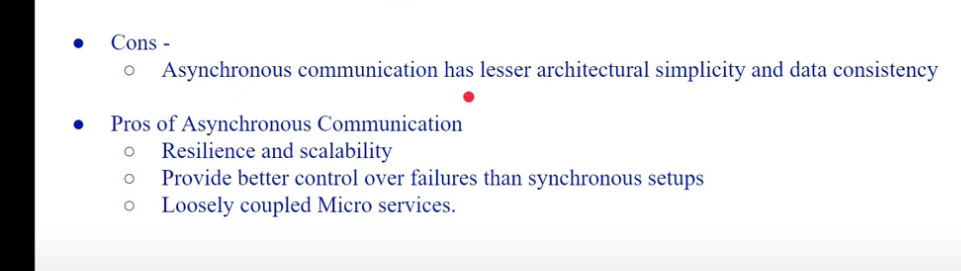 ● Cons -
○ Asynchronous communication has lesser architectural simplicity and data consistency
● Pros of Asynchronous Communication
○ Resilience and scalability
○ Provide better control over failures than synchronous setups
○ Loosely coupled Micro services.